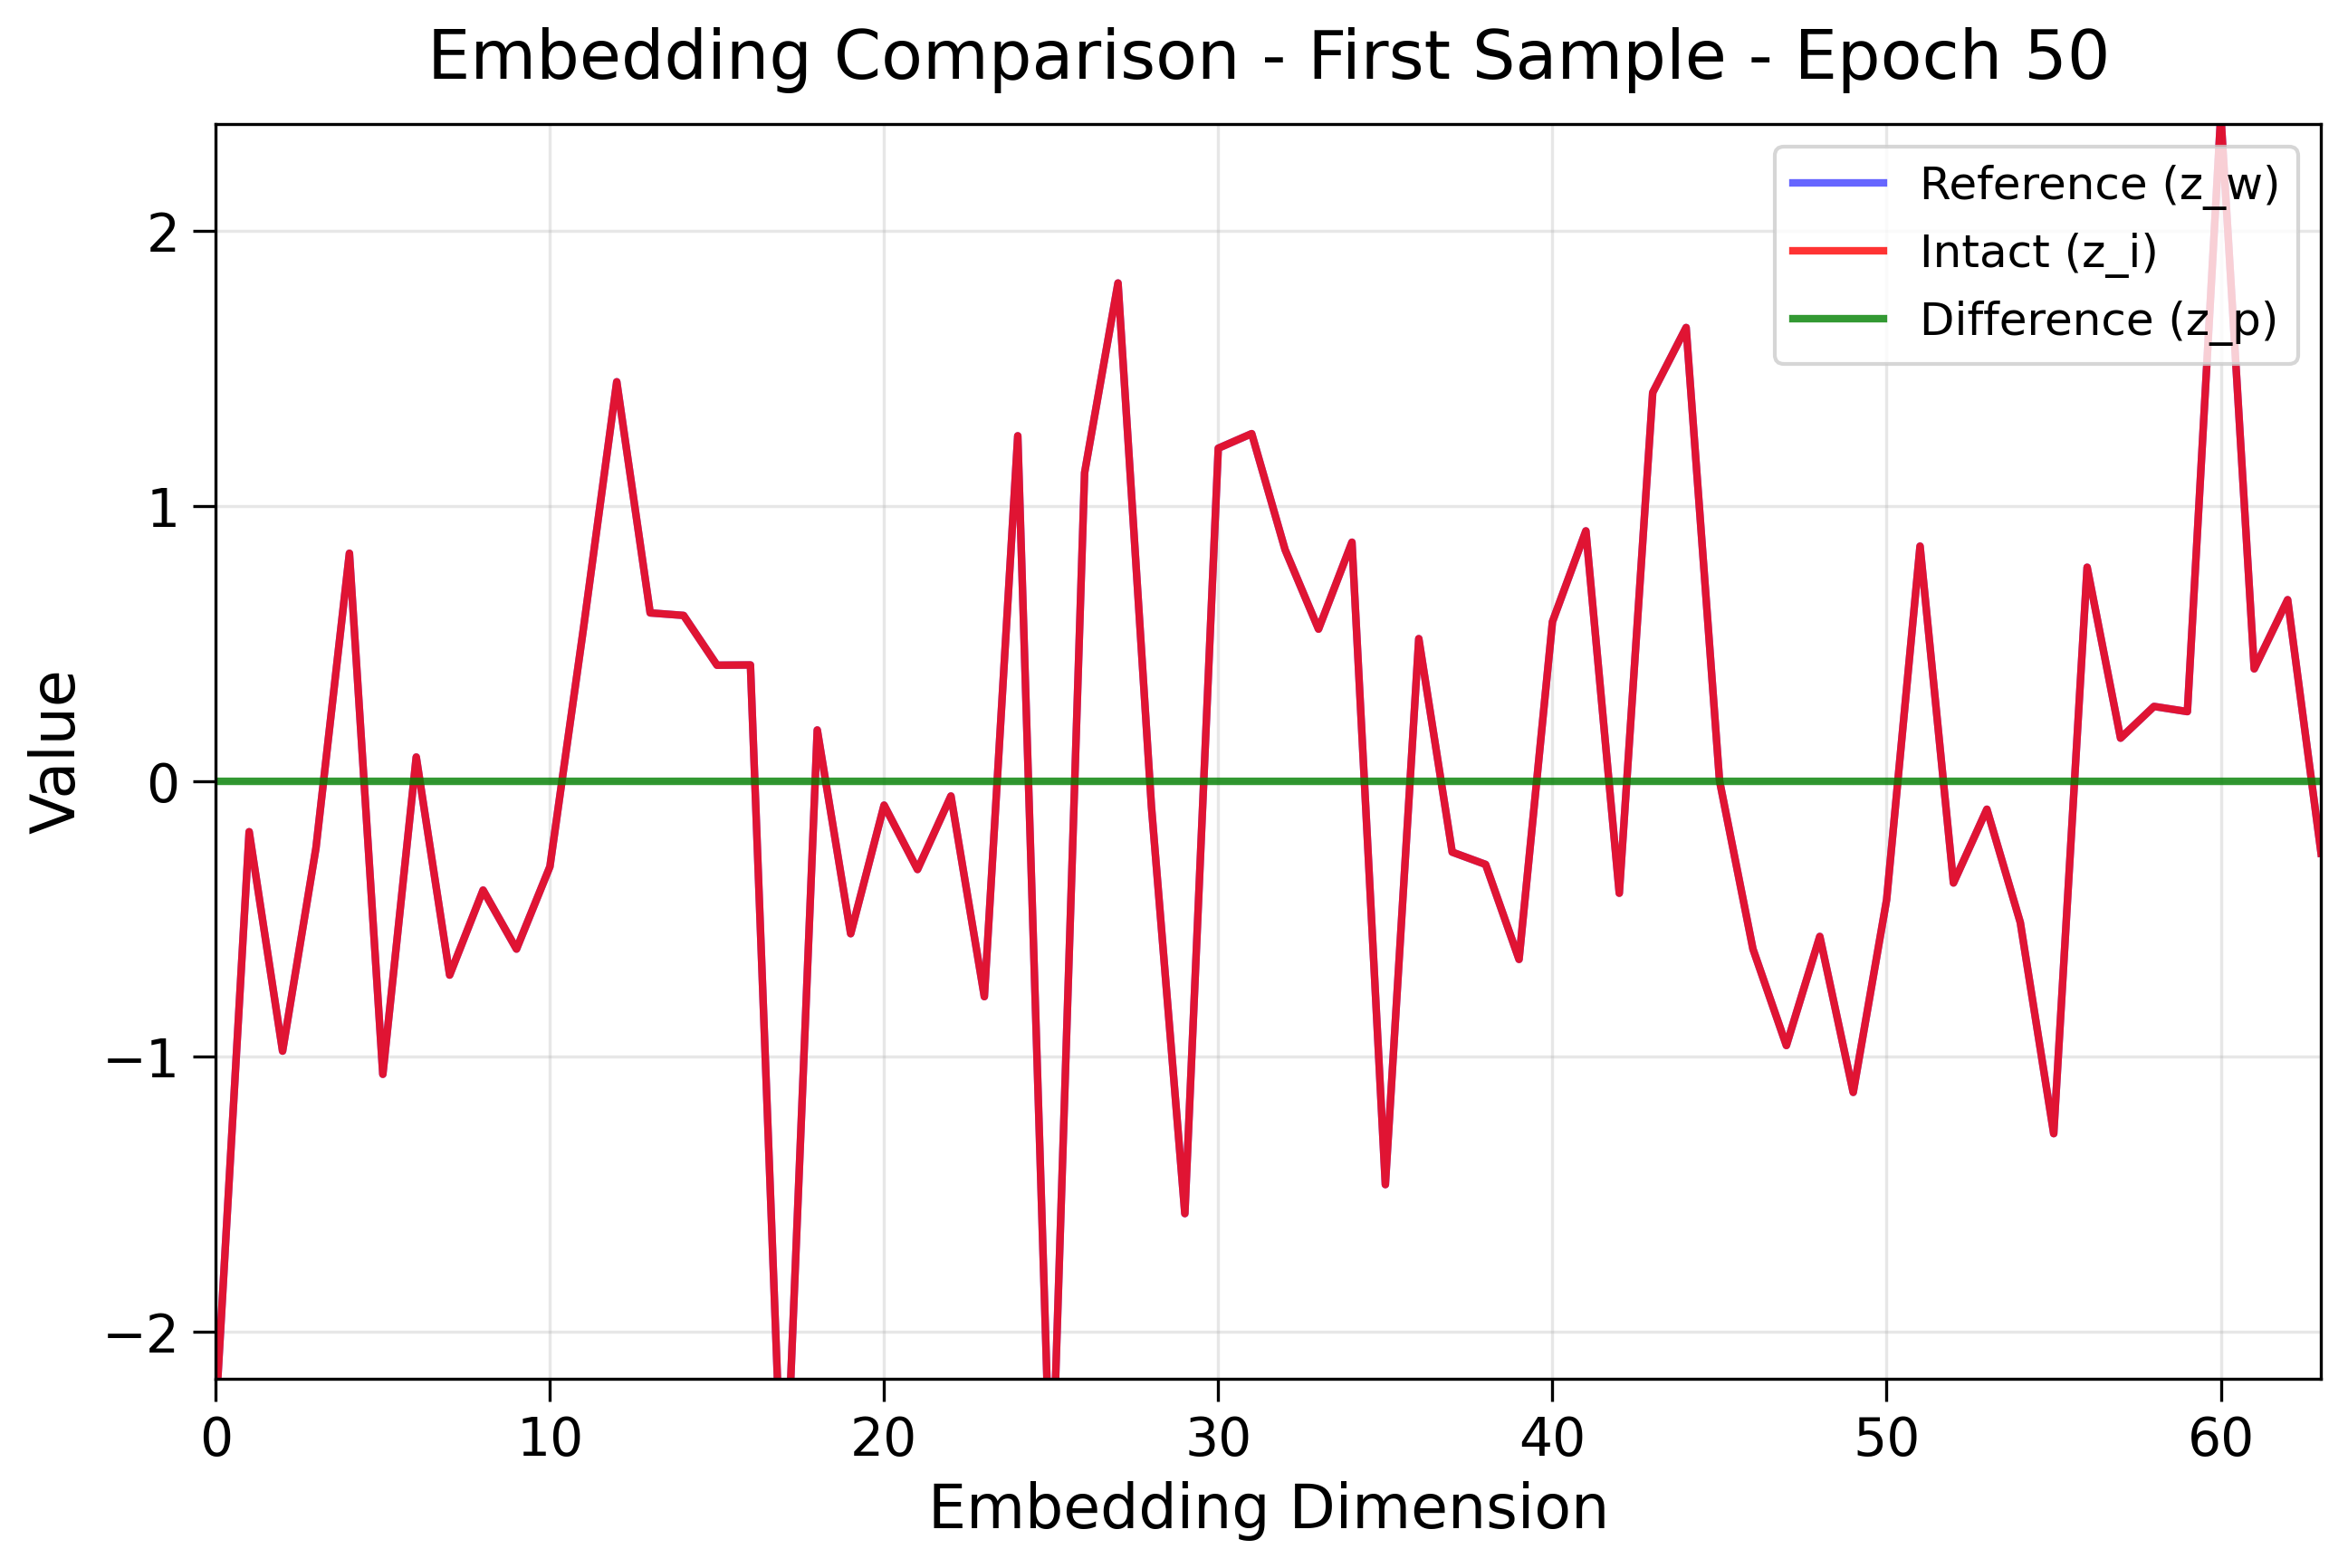 Embedding Comparison - First Sample - Epoch 50
Reference (z_w)
Intact (z_i)
Difference (z_p)
Value
2
1
0
−1
−2
0 10 20 30 40 50 60
Embedding Dimension